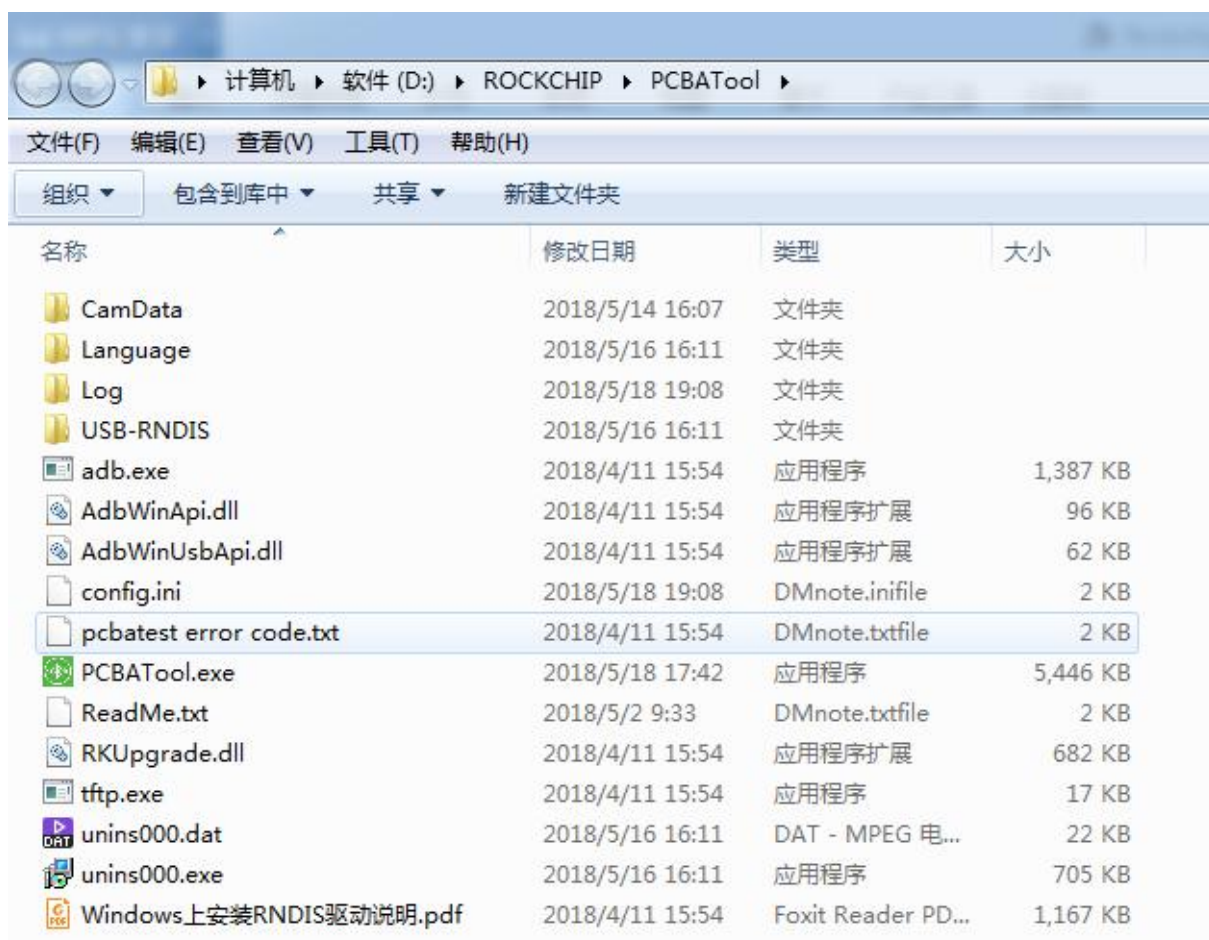 计算机 软件 (D:) ROCKCHIP PCBATool
文件(F) 编辑(E) 查看(V) 工具(T) 帮助(H)
组织 包含到库中 共享 新建文件夹
名称 修改日期 类型 大小
CamData 2018/5/14 16:07 文件夹
Language 2018/5/16 16:11 文件夹
Log 2018/5/18 19:08 文件夹
USB-RNDIS 2018/5/16 16:11 文件夹
adb.exe 2018/4/11 15:54 应用程序 1,387 KB
AdbWinApi.dll 2018/4/11 15:54 应用程序扩展 96 KB
AdbWinUsbApi.dll 2018/4/11 15:54 应用程序扩展 62 KB
config.ini 2018/5/18 19:08 DMnote.inifile 2 KB
pcbatest error code.txt 2018/4/11 15:54 DMnote.txtfile 2 KB
PCBATool.exe 2018/5/18 17:42 应用程序 5,446 KB
ReadMe.txt 2018/5/2 9:33 DMnote.txtfile 2 KB
RKUpgrade.dll 2018/4/11 15:54 应用程序扩展 682 KB
tftp.exe 2018/4/11 15:54 应用程序 17 KB
DAT unins000.dat 2018/5/16 16:11 DAT - MPEG 电... 22 KB
unins000.exe 2018/5/16 16:11 应用程序 705 KB
PDF Windows上安装RNDIS驱动说明.pdf 2018/4/11 15:54 Foxit Reader PD... 1,167 KB